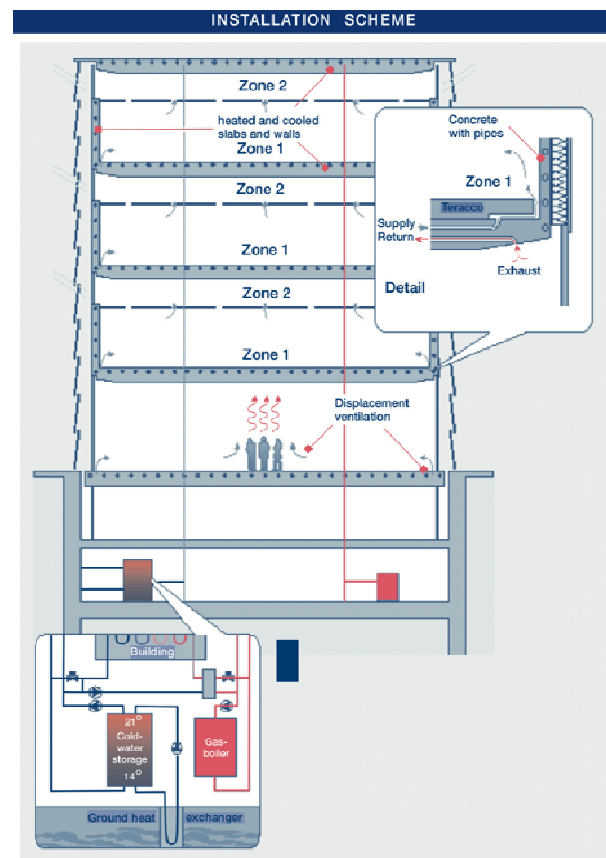 INSTALLATION SCHEME
Zone 2
heated and cooled
slabs and walls
Zone 1
Zone 2
Zone 1
Zone 2
Zone 1
Concrete
with pipes
Zone 1
Teracco
Supply
Return
Exhaust
Detail
Displacement
ventilation
Building
21°
Cold-
water
storage
14°
Gas-
boiler
Ground heat exchanger